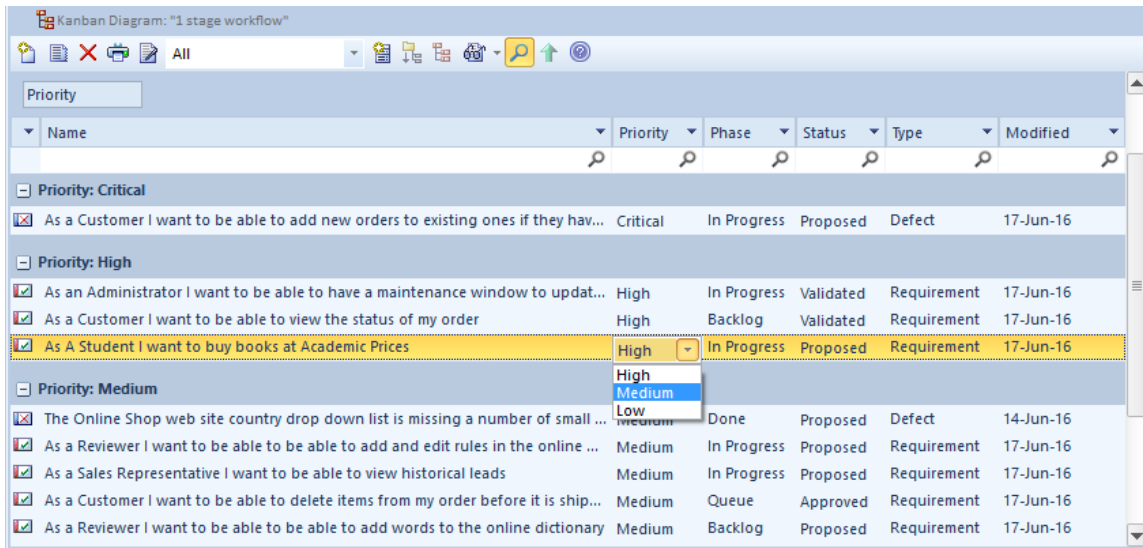 Kanban Diagram: "1 stage workflow"
All
Priority
Name Priority Phase Status Type Modified
Priority: Critical
As a Customer I want to be able to add new orders to existing ones if they hav... Critical In Progress Proposed Defect 17-Jun-16
Priority: High
As an Administrator I want to be able to have a maintenance window to updat... High In Progress Validated Requirement 17-Jun-16
As a Customer I want to be able to view the status of my order High Backlog Validated Requirement 17-Jun-16
As A Student I want to buy books at Academic Prices High In Progress Proposed Requirement 17-Jun-16
High
Priority: Medium
Medium
Low
The Online Shop web site country drop down list is missing a number of small ... Medium Done Proposed Defect 14-Jun-16
As a Reviewer I want to be able to be able to add and edit rules in the online ... Medium In Progress Proposed Requirement 17-Jun-16
As a Sales Representative I want to be able to view historical leads Medium In Progress Proposed Requirement 17-Jun-16
As a Customer I want to be able to delete items from my order before it is ship... Medium Queue Approved Requirement 17-Jun-16
As a Reviewer I want to be able to be able to add words to the online dictionary Medium Backlog Proposed Requirement 17-Jun-16